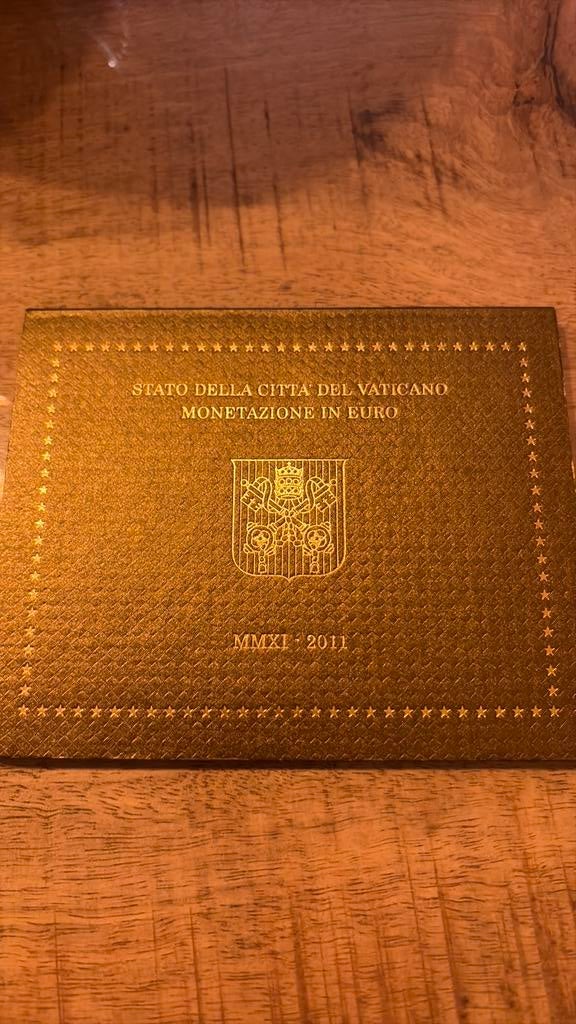 STATO DELLA CITTA' DEL VATICANO
MONETAZIONE IN EURO
MMXI - 2011